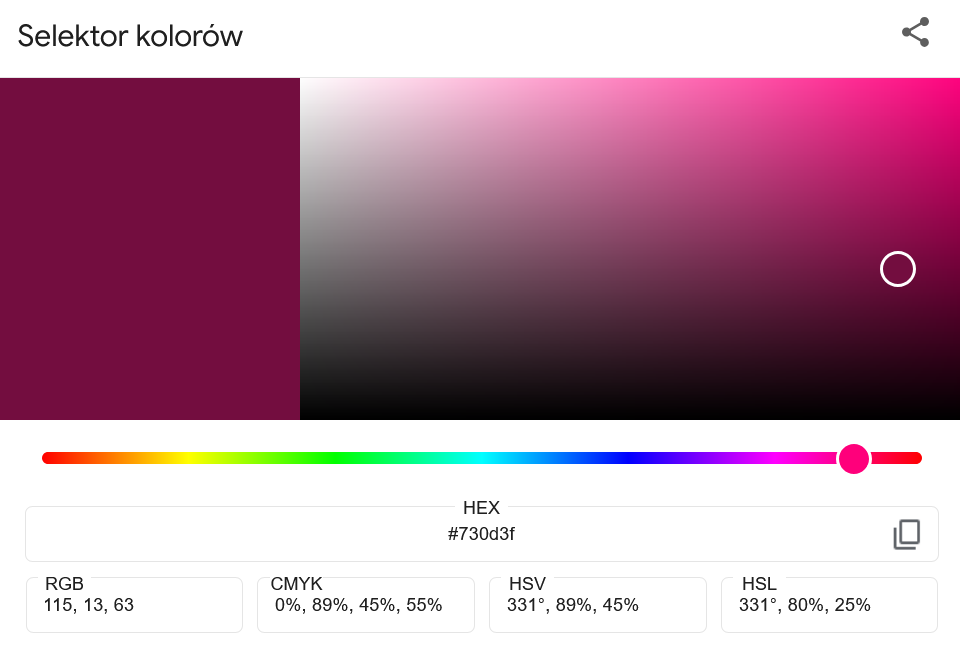 Selektor kolorów
HEX
#730d3f
RGB
115, 13, 63
CMYK
0%, 89%, 45%, 55%
HSV
331°, 89%, 45%
HSL
331°, 80%, 25%